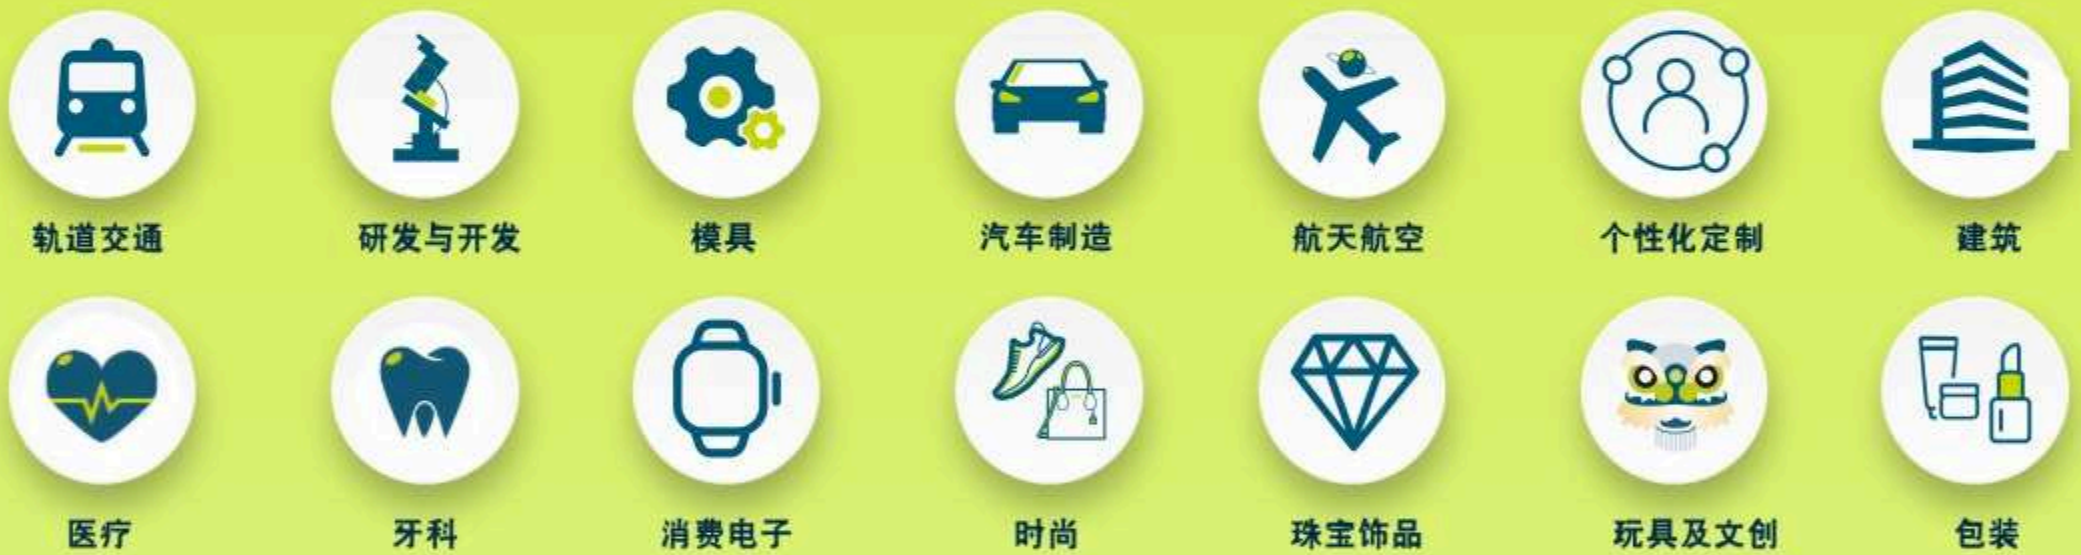 轨道交通 研发与开发 模具 汽车制造 航天航空 个性化定制 建筑
医疗 牙科 消费电子 时尚 珠宝饰品 玩具及文创 包装